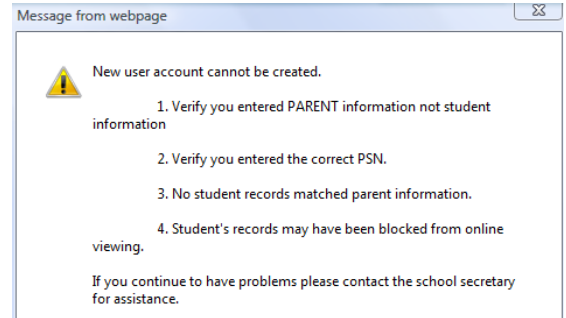 Message from webpage
New user account cannot be created.
1. Verify you entered PARENT information not student
information
2. Verify you entered the correct PSN.
3. No student records matched parent information.
4. Student's records may have been blocked from online
viewing.
If you continue to have problems please contact the school secretary
for assistance.